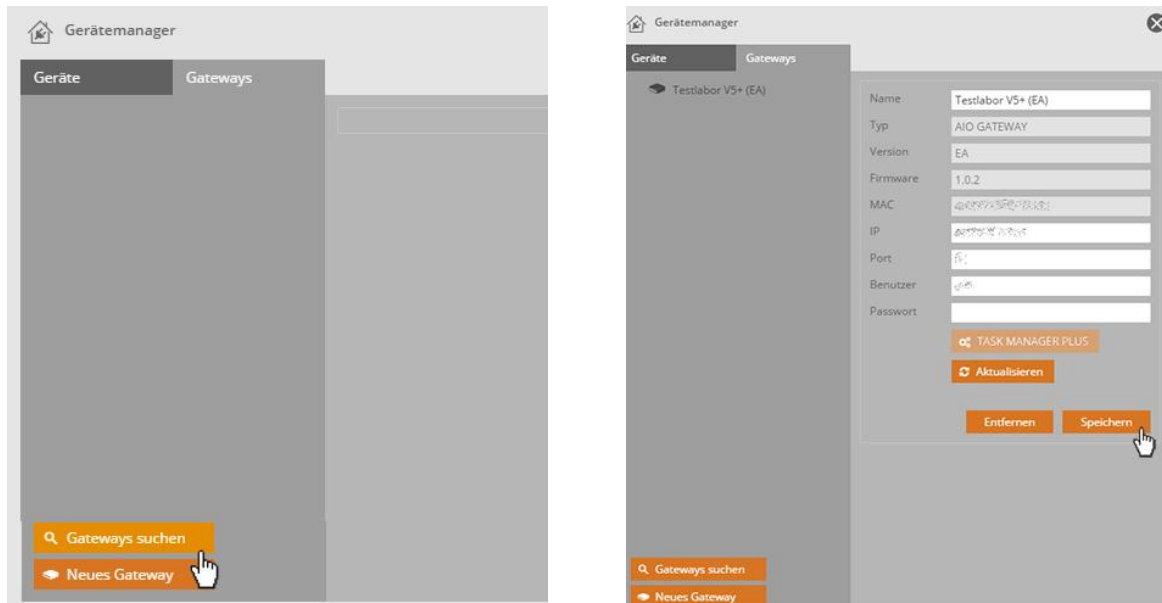 Gerätemanager
Geräte Gateways
Gateways suchen
Neues Gateway
Gerätemanager
Geräte Gateways
Testlabor V5+ (EA)
Name Testlabor V5+ (EA)
Typ AIO GATEWAY
Version EA
Firmware 1.0.2
MAC
IP
Port
Benutzer
Passwort
TASK MANAGER PLUS
Aktualisieren
Entfernen Speichern
Gateways suchen
Neues Gateway